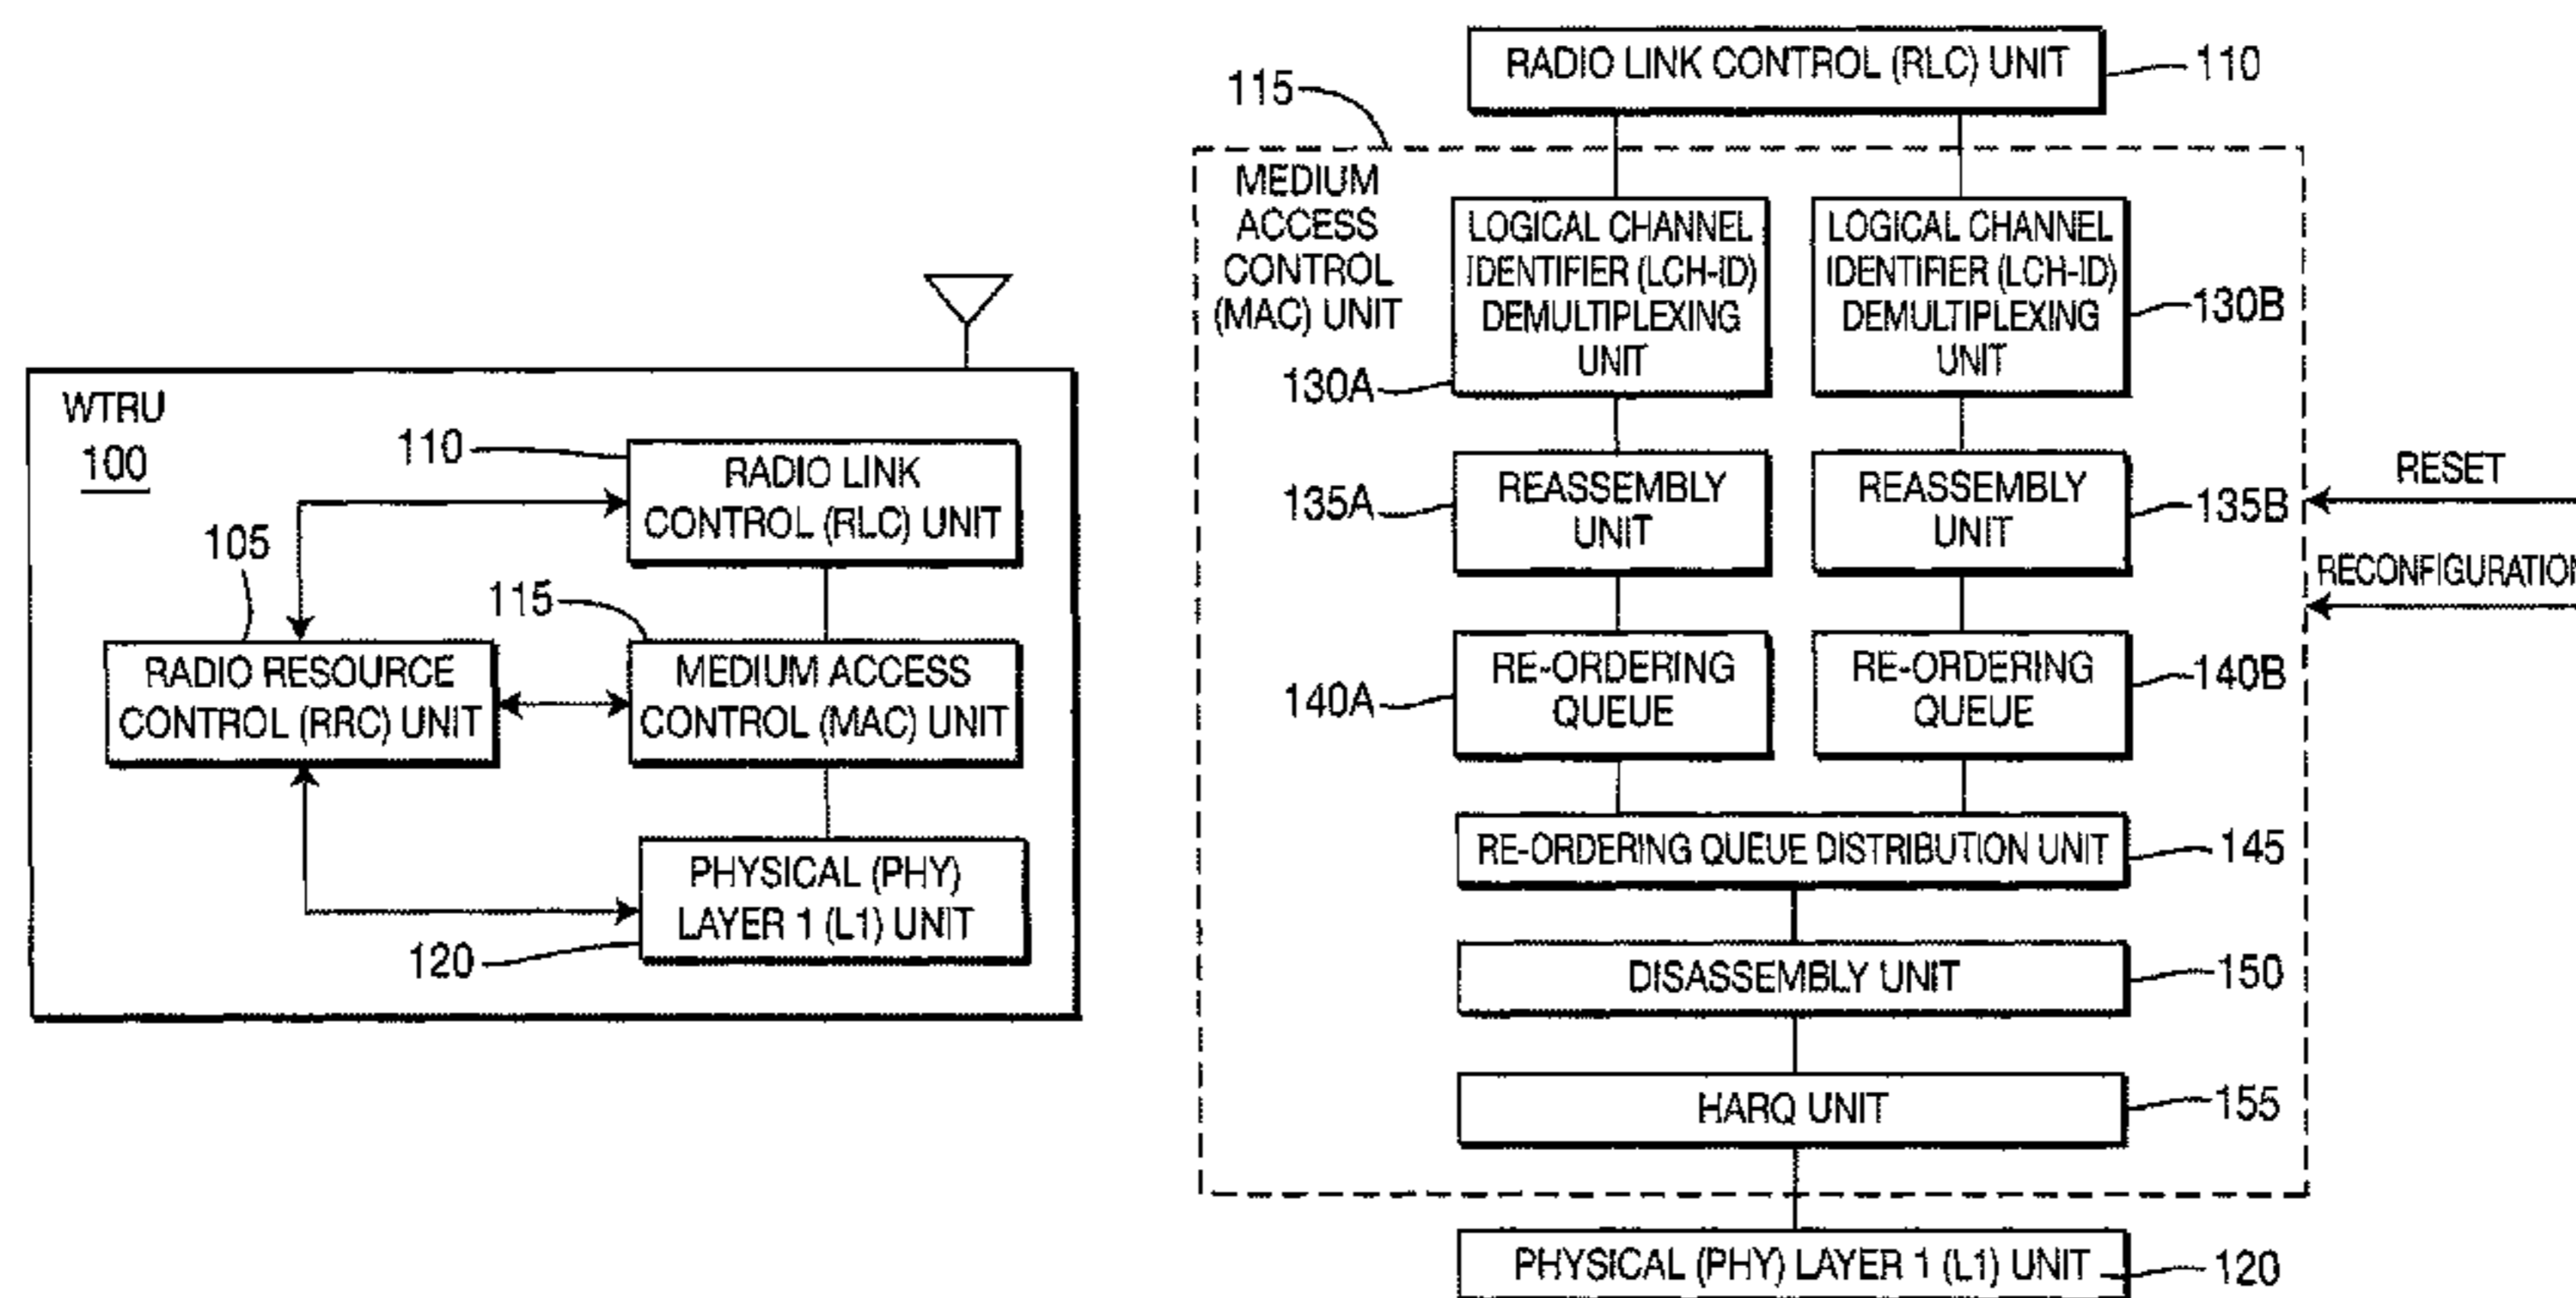 WTRU
100
110
RADIO LINK
CONTROL (RLC) UNIT
105
115
RADIO RESOURCE
CONTROL (RRC) UNIT
MEDIUM ACCESS
CONTROL (MAC) UNIT
PHYSICAL (PHY)
LAYER 1 (L1) UNIT
120
RADIO LINK CONTROL (RLC) UNIT
110
115
MEDIUM
ACCESS
CONTROL
(MAC) UNIT
LOGICAL CHANNEL
IDENTIFIER (LCH-ID)
DEMULTIPLEXING
UNIT
130A
LOGICAL CHANNEL
IDENTIFIER (LCH-ID)
DEMULTIPLEXING
UNIT
130B
135A
REASSEMBLY
UNIT
REASSEMBLY
UNIT
135B
RESET
RECONFIGURATION
140A
RE-ORDERING
QUEUE
RE-ORDERING
QUEUE
140B
RE-ORDERING QUEUE DISTRIBUTION UNIT
145
DISASSEMBLY UNIT
150
HARQ UNIT
155
PHYSICAL (PHY) LAYER 1 (L1) UNIT
120